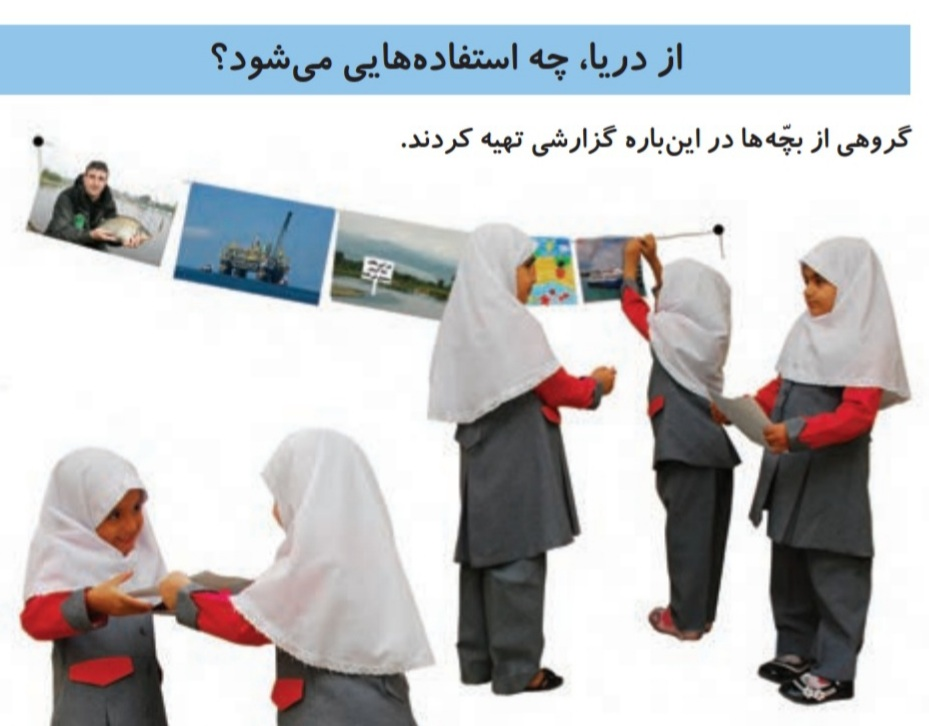 از دریا، چه استفاده‌هایی می‌شود؟
گروهی از بچّه‌ها در این‌باره گزارشی تهیه کردند.